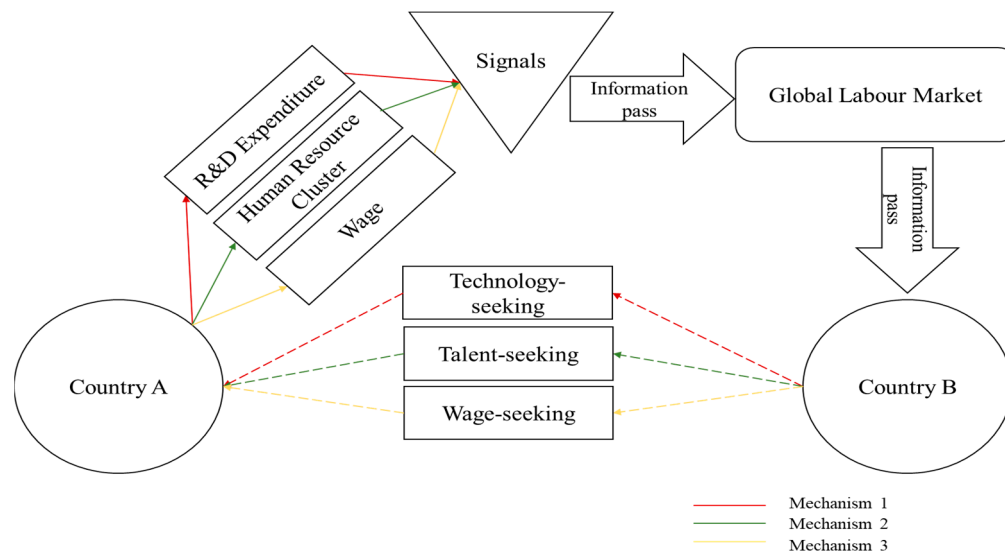 Signals
Information
pass
Global Labour Market
R&D Expenditure
Human Resource
Cluster
Wage
Information
pass
Technology-
seeking
Talent-seeking
Wage-seeking
Country A
Country B
Mechanism 1
Mechanism 2
Mechanism 3